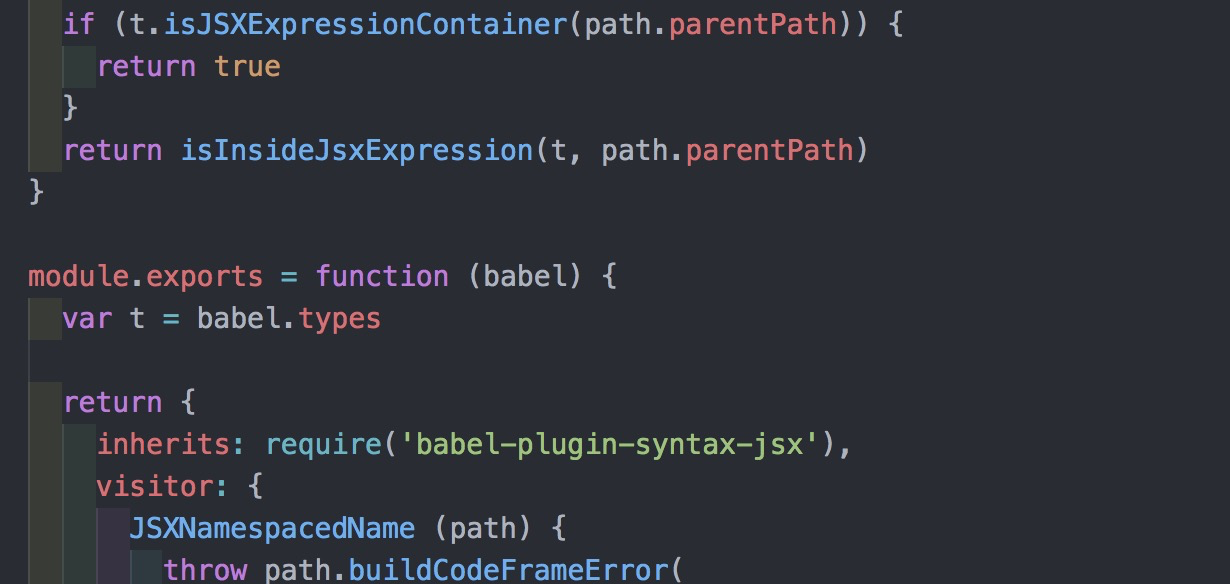 if (t.isJSXExpressionContainer(path.parentPath)) {
return true
}
return isInsideJsxExpression(t, path.parentPath)
}
module.exports = function (babel) {
var t = babel.types
return {
inherits: require('babel-plugin-syntax-jsx'),
visitor: {
JSXNamespacedName (path) {
throw path.buildCodeFrameError(